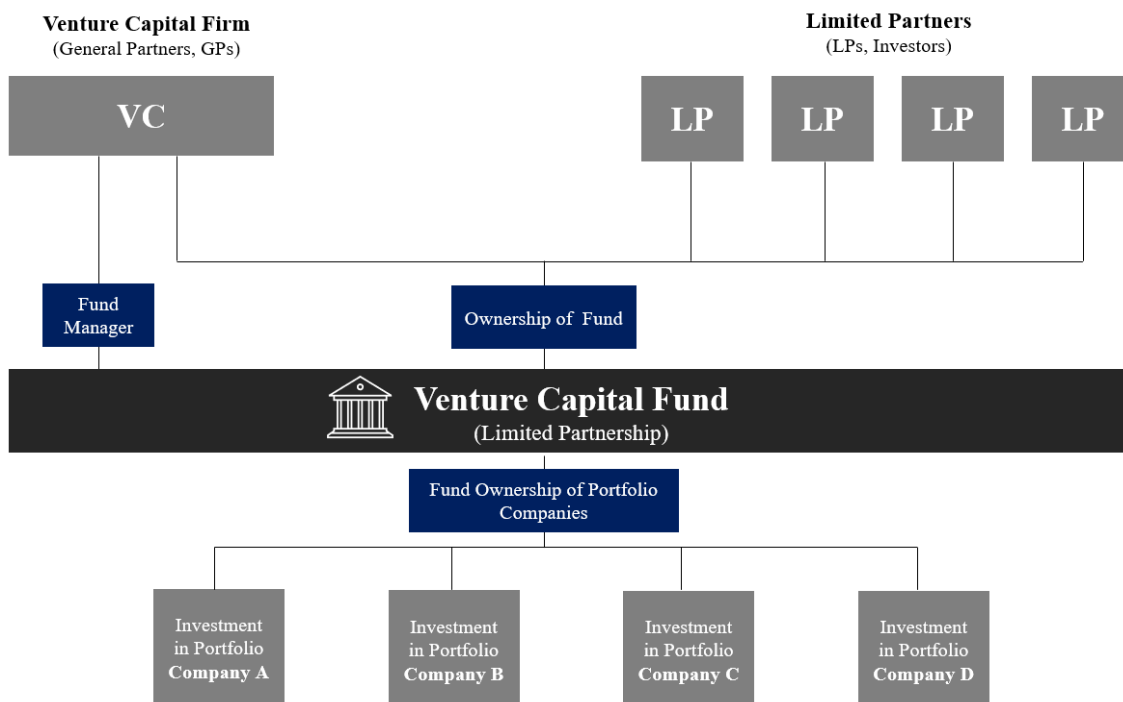 Venture Capital Firm
(General Partners, GPs)
Limited Partners
(LPs, Investors)
VC
LP
LP
LP
LP
Fund
Manager
Ownership of Fund
Venture Capital Fund
(Limited Partnership)
Fund Ownership of Portfolio
Companies
Investment
in Portfolio
Company A
Investment
in Portfolio
Company B
Investment
in Portfolio
Company C
Investment
in Portfolio
Company D